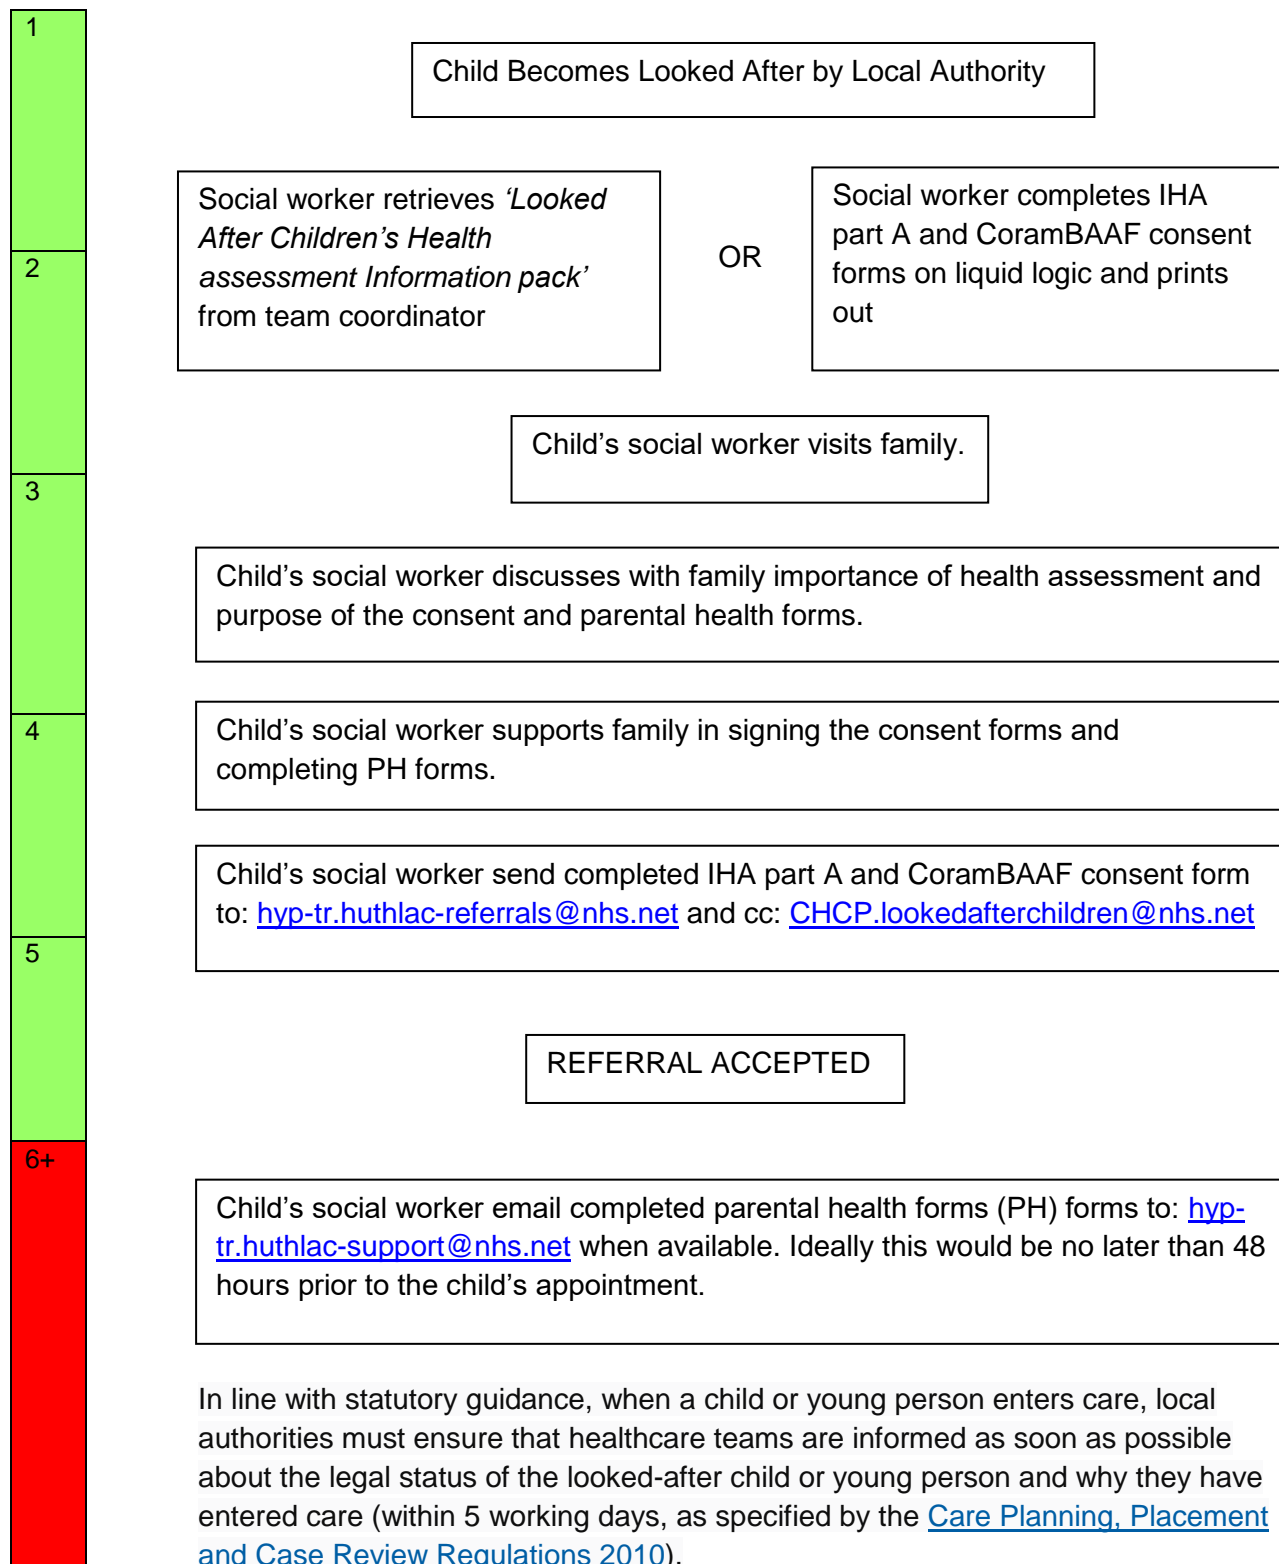 1
Child Becomes Looked After by Local Authority
Social worker retrieves ‘Looked
After Children’s Health
assessment Information pack’
from team coordinator
OR
Social worker completes IHA
part A and CoramBAAF consent
forms on liquid logic and prints
out
2
Child’s social worker visits family.
3
Child’s social worker discusses with family importance of health assessment and
purpose of the consent and parental health forms.
4
Child’s social worker supports family in signing the consent forms and
completing PH forms.
Child’s social worker send completed IHA part A and CoramBAAF consent form
to: hyp-tr.huthlac-referrals@nhs.net and cc: CHCP.lookedafterchildren@nhs.net
5
REFERRAL ACCEPTED
6+
Child’s social worker email completed parental health forms (PH) forms to: hyp-
tr.huthlac-support@nhs.net when available. Ideally this would be no later than 48
hours prior to the child’s appointment.
In line with statutory guidance, when a child or young person enters care, local
authorities must ensure that healthcare teams are informed as soon as possible
about the legal status of the looked-after child or young person and why they have
entered care (within 5 working days, as specified by the Care Planning, Placement
and Case Review Regulations 2010).